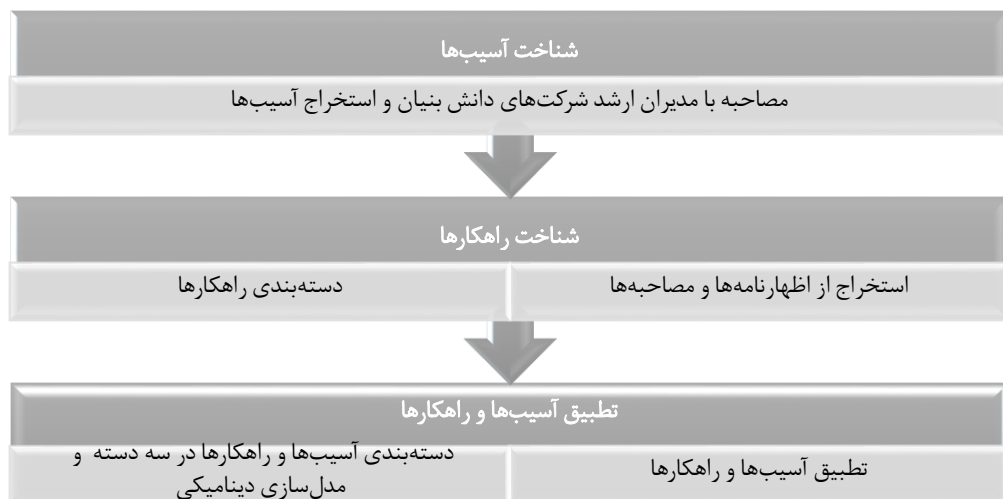 شناخت آسیب‌ها
مصاحبه با مدیران ارشد شرکت‌های دانش بنیان و استخراج آسیب‌ها
شناخت راهکارها
استخراج از اظهارنامه‌ها و مصاحبه‌ها
دسته‌بندی راهکارها
تطبیق آسیب‌ها و راهکارها
تطبیق آسیب‌ها و راهکارها
دسته‌بندی آسیب‌ها و راهکارها در سه دسته و
مدل‌سازی دینامیکی